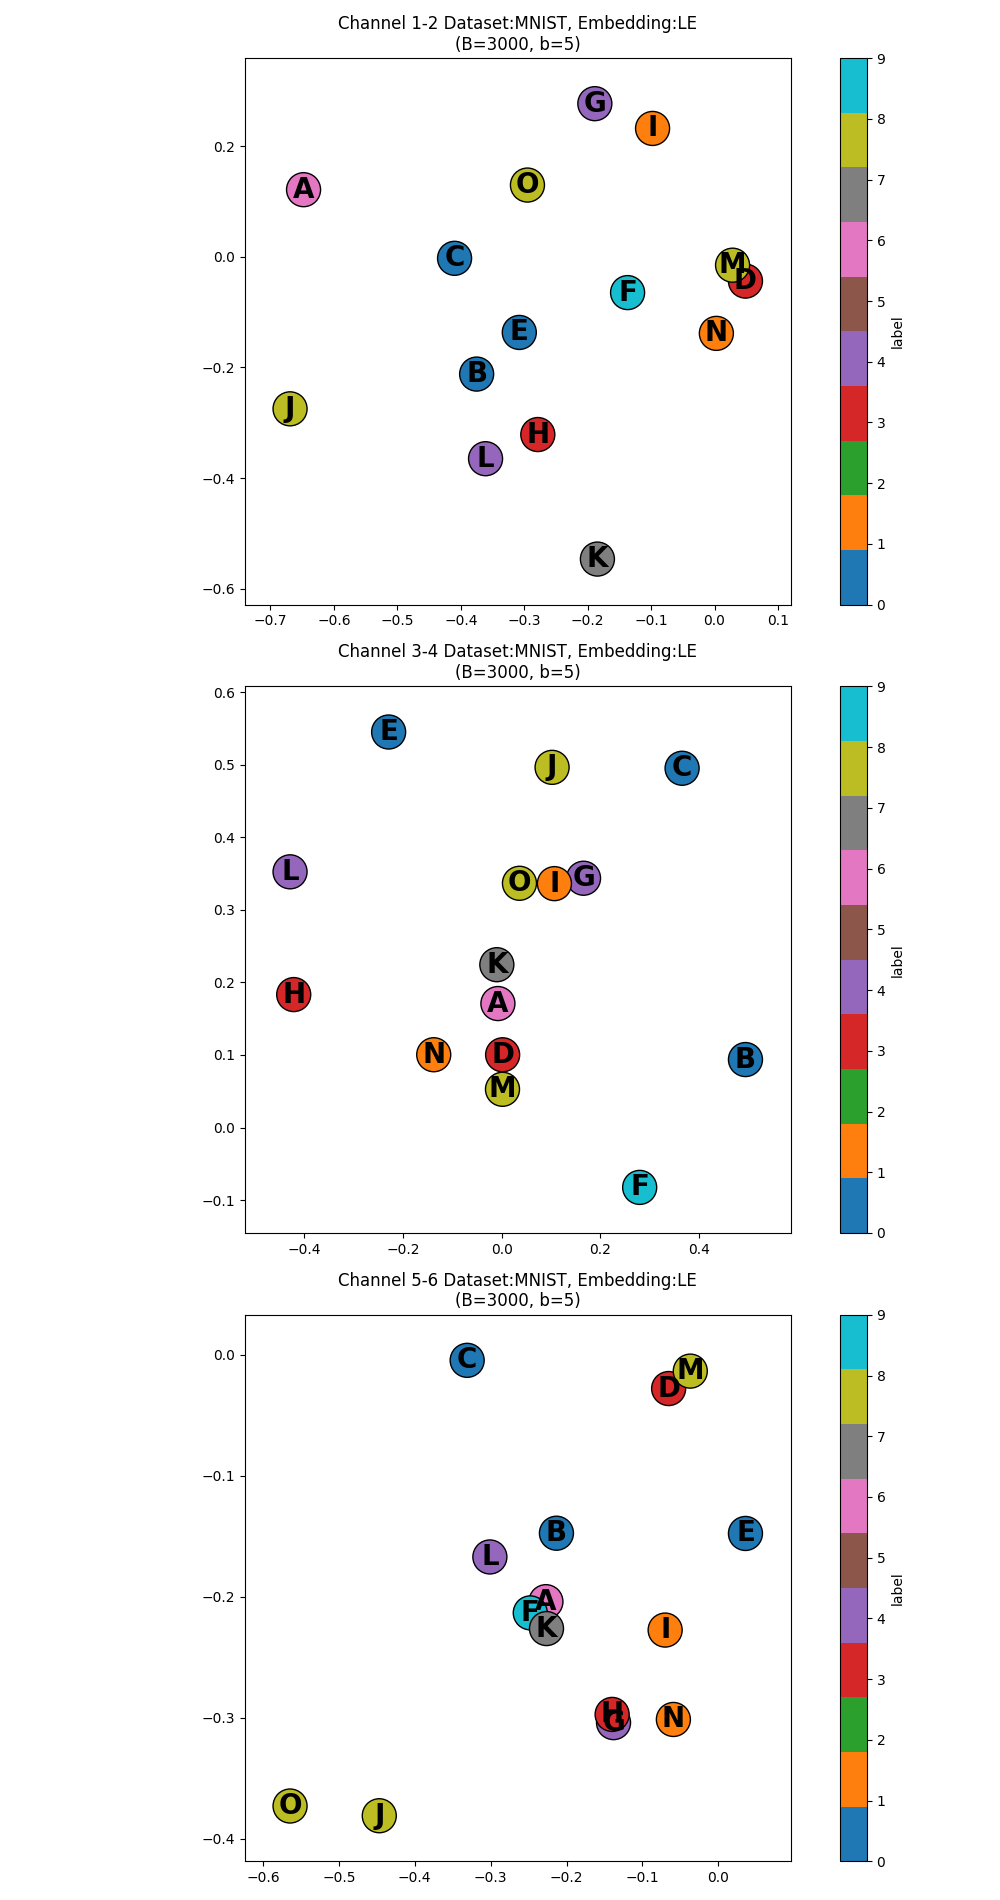 Channel 1-2 Dataset:MNIST, Embedding:LE
(B=3000, b=5)
G
I
A
O
C
M
D
F
E
N
B
J
H
L
K
0.2
0.0
−0.2
−0.4
−0.6
−0.7 −0.6 −0.5 −0.4 −0.3 −0.2 −0.1 0.0 0.1
9
8
7
6
5
4
3
2
1
0
label
Channel 3-4 Dataset:MNIST, Embedding:LE
(B=3000, b=5)
E
J
C
L
O
I
G
K
A
H
N
D
B
M
F
0.6
0.5
0.4
0.3
0.2
0.1
0.0
−0.1
−0.4 −0.2 0.0 0.2 0.4
9
8
7
6
5
4
3
2
1
0
label
Channel 5-6 Dataset:MNIST, Embedding:LE
(B=3000, b=5)
C
M
D
B
E
L
A
F
K
I
H
G
N
O
J
0.0
−0.1
−0.2
−0.3
−0.4
−0.6 −0.5 −0.4 −0.3 −0.2 −0.1 0.0
9
8
7
6
5
4
3
2
1
0
label